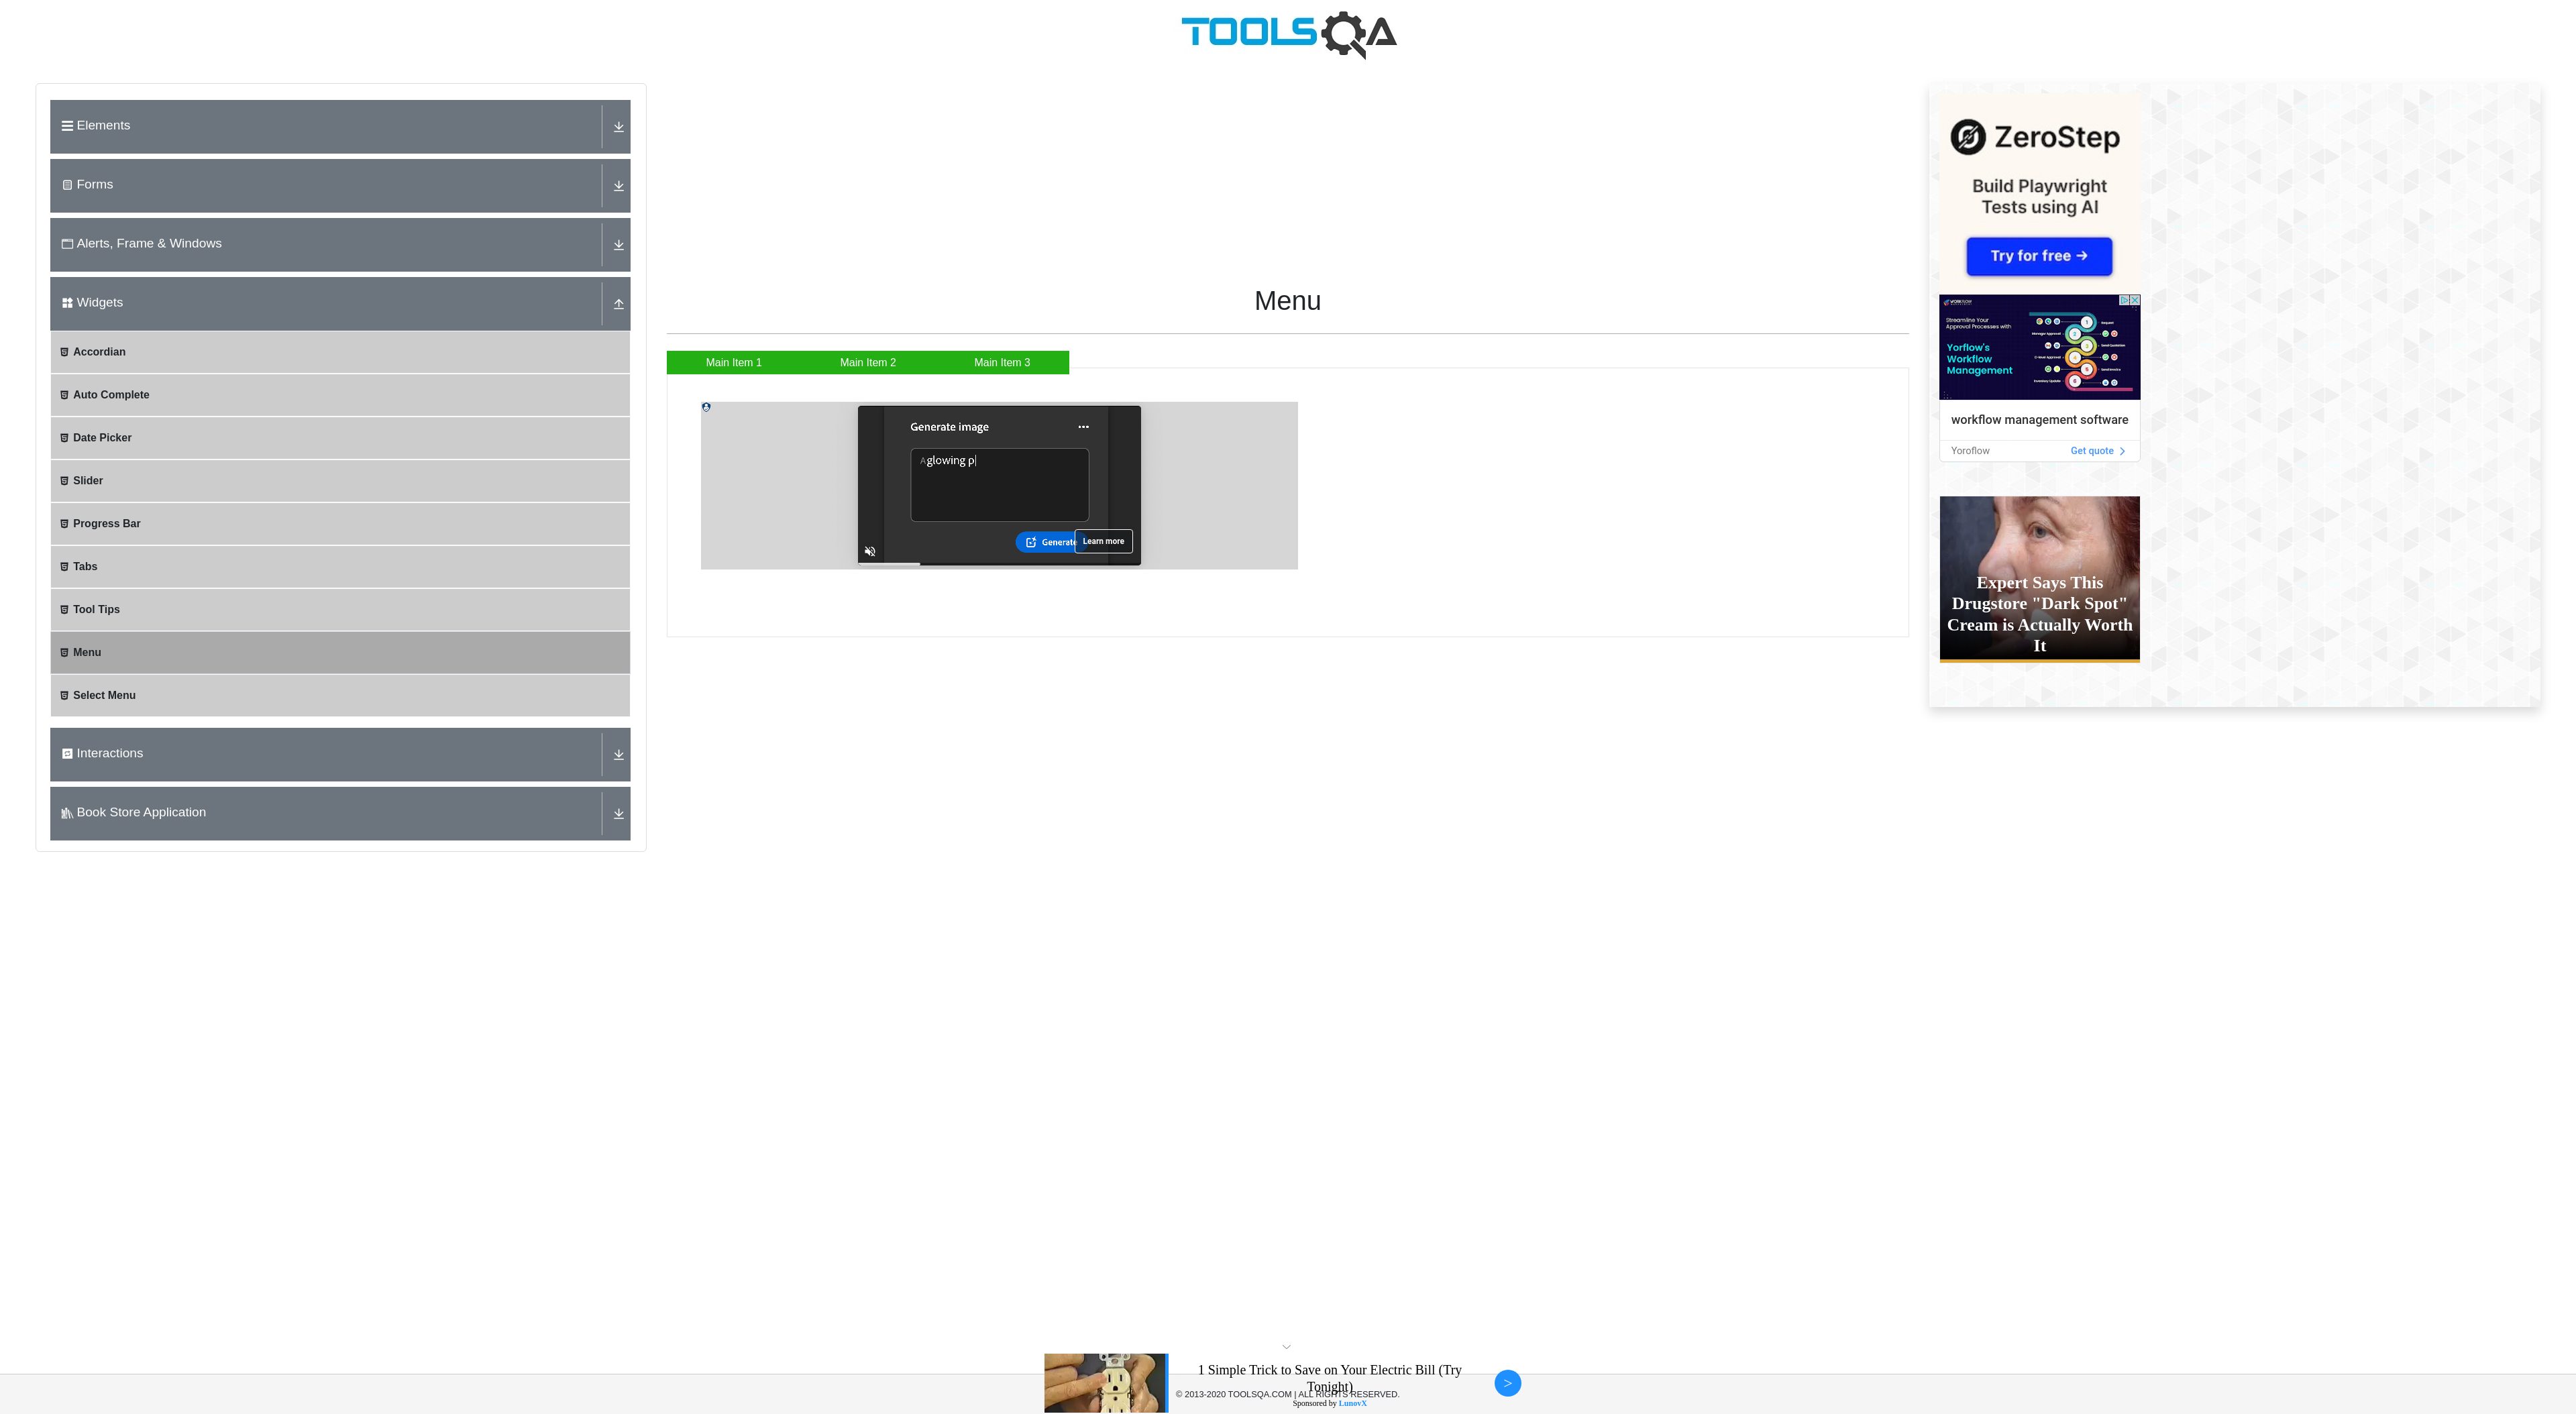 TOOLSQA
Elements
Forms
Alerts, Frame & Windows
Widgets
Accordian
Auto Complete
Date Picker
Slider
Progress Bar
Tabs
Tool Tips
Menu
Select Menu
Interactions
Book Store Application
Menu
Main Item 1
Main Item 2
Main Item 3
Generate image
A glowing p
Generate
Learn more
ZeroStep
Build Playwright
Tests using AI
Try for free →
Streamline Your
Approval Processes with
Yorflow's
Workflow
Management
workflow management software
Yoroflow
Get quote
Expert Says This
Drugstore "Dark Spot"
Cream is Actually Worth
It
1 Simple Trick to Save on Your Electric Bill (Try
Tonight)
© 2013-2020 TOOLSQA.COM | ALL RIGHTS RESERVED.
Sponsored by LunovX
>